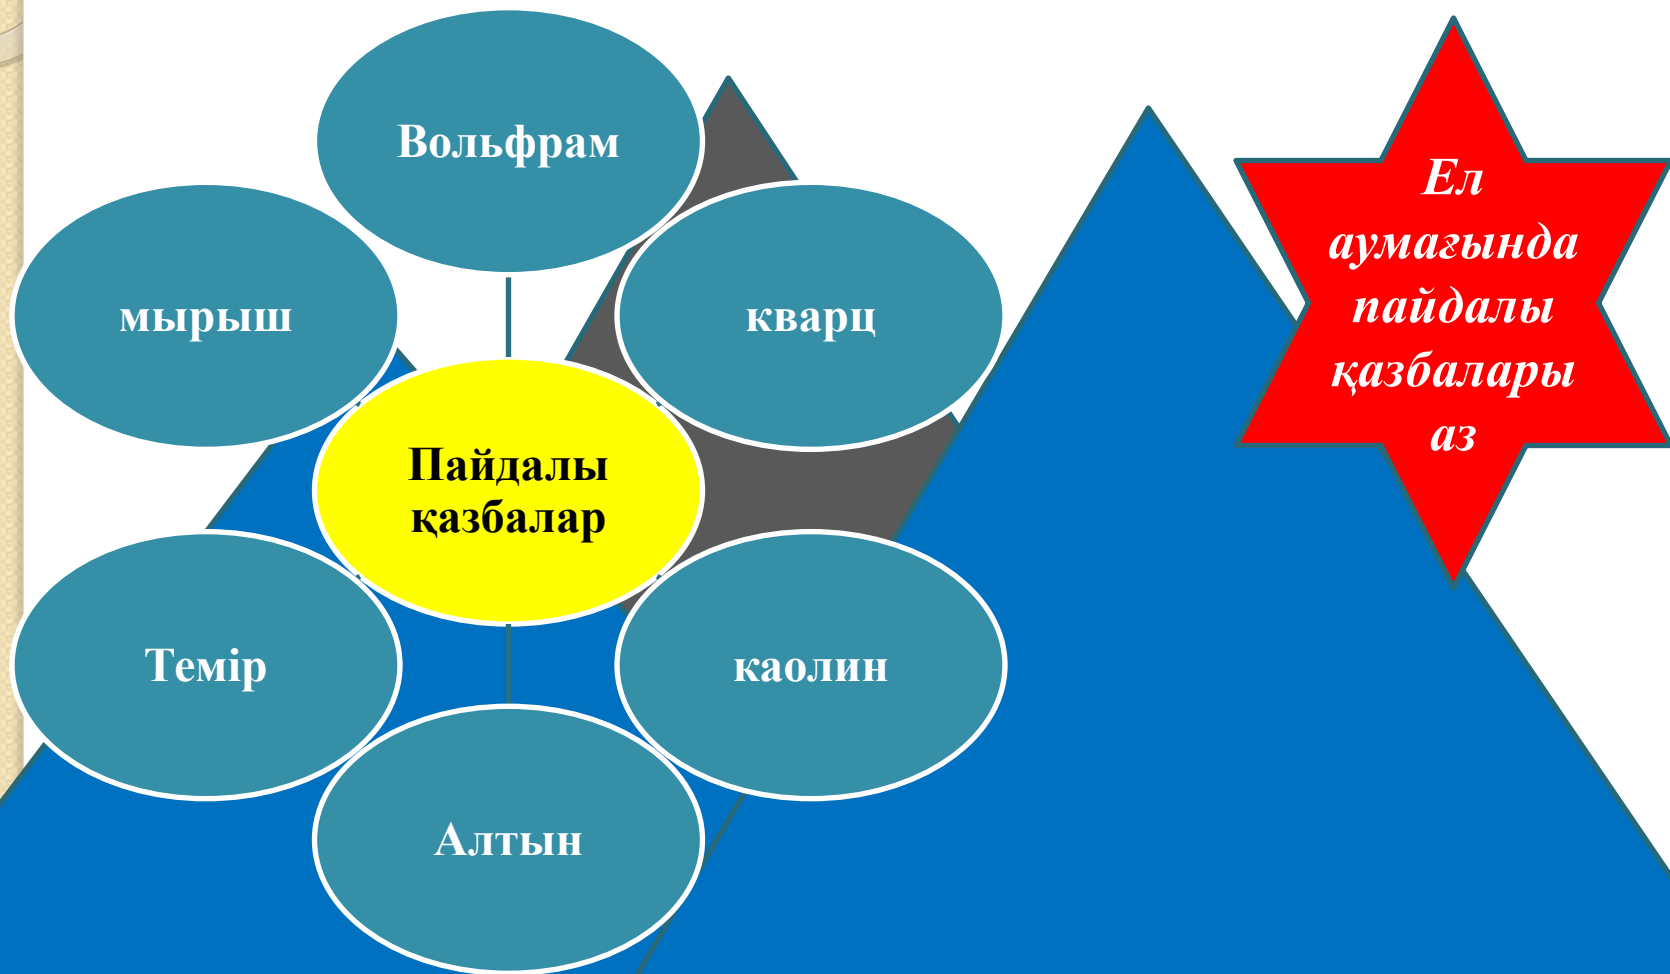 Вольфрам
мырыш
кварц
Пайдалы
қазбалар
Темір
каолин
Алтын
Ел
аумағында
пайдалы
қазбалары
аз